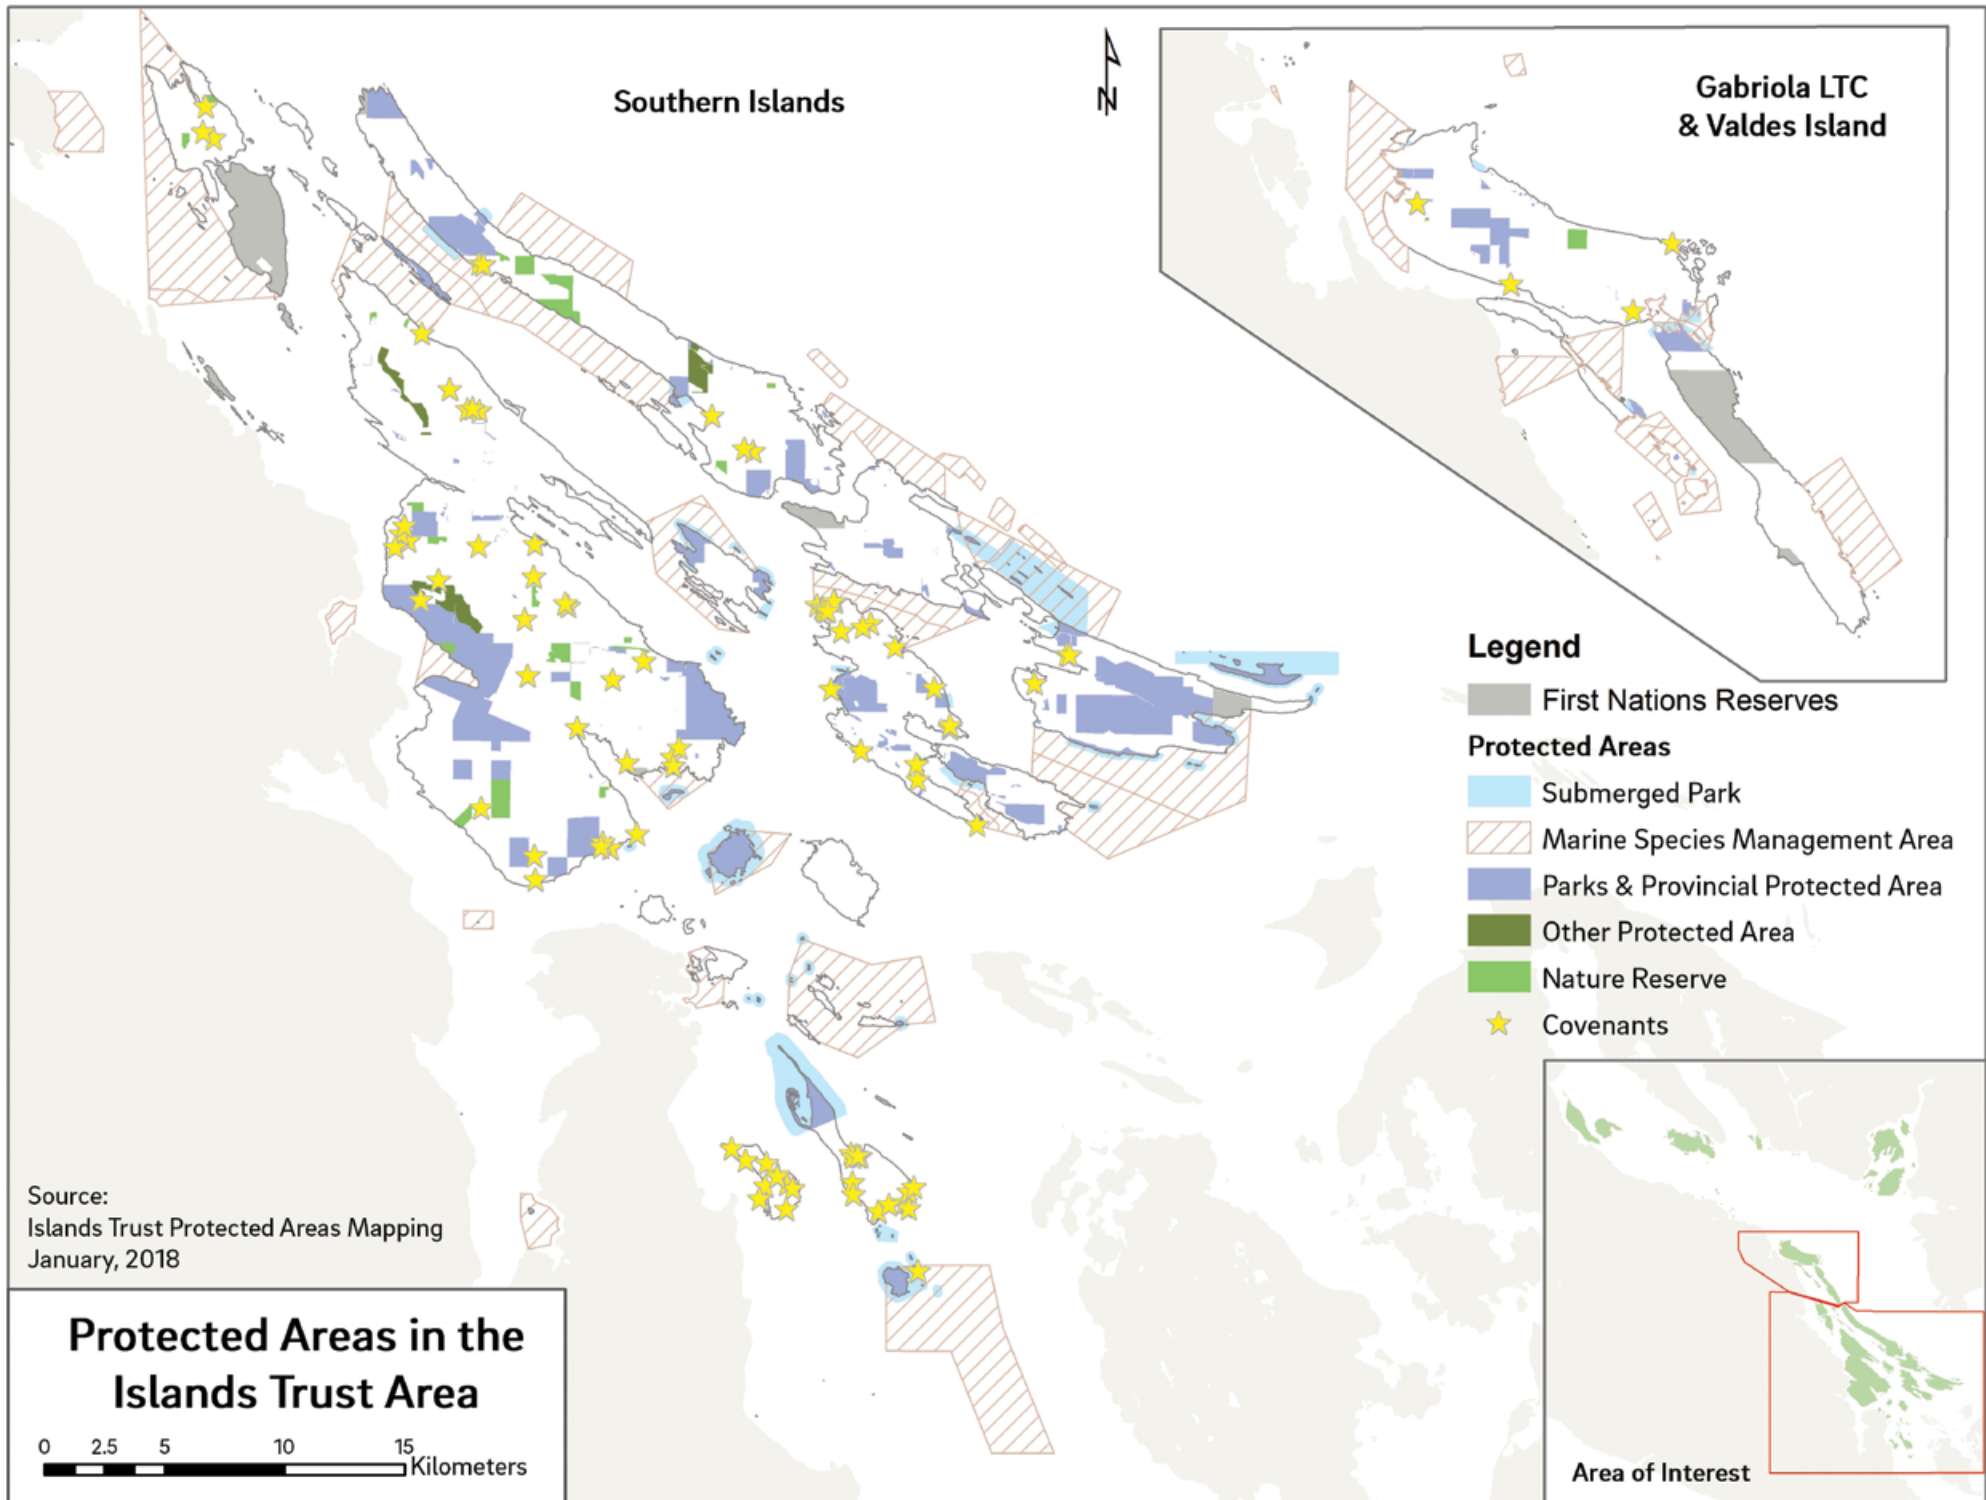 Southern Islands
N
Gabriola LTC
& Valdes Island
Legend
First Nations Reserves
Protected Areas
Submerged Park
Marine Species Management Area
Parks & Provincial Protected Area
Other Protected Area
Nature Reserve
Covenants
Source:
Islands Trust Protected Areas Mapping
January, 2018
Protected Areas in the
Islands Trust Area
0 2.5 5 10 15
Kilometers
Area of Interest